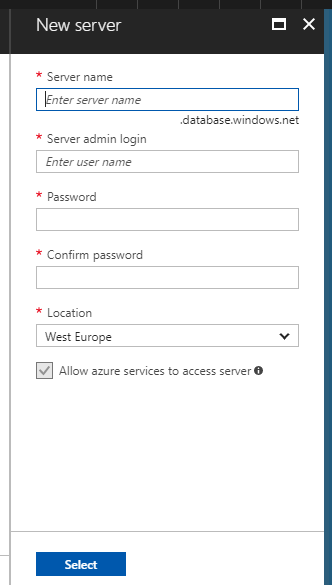 New server
* Server name
Enter server name
.database.windows.net
* Server admin login
Enter user name
* Password
* Confirm password
* Location
West Europe
Allow azure services to access server
Select